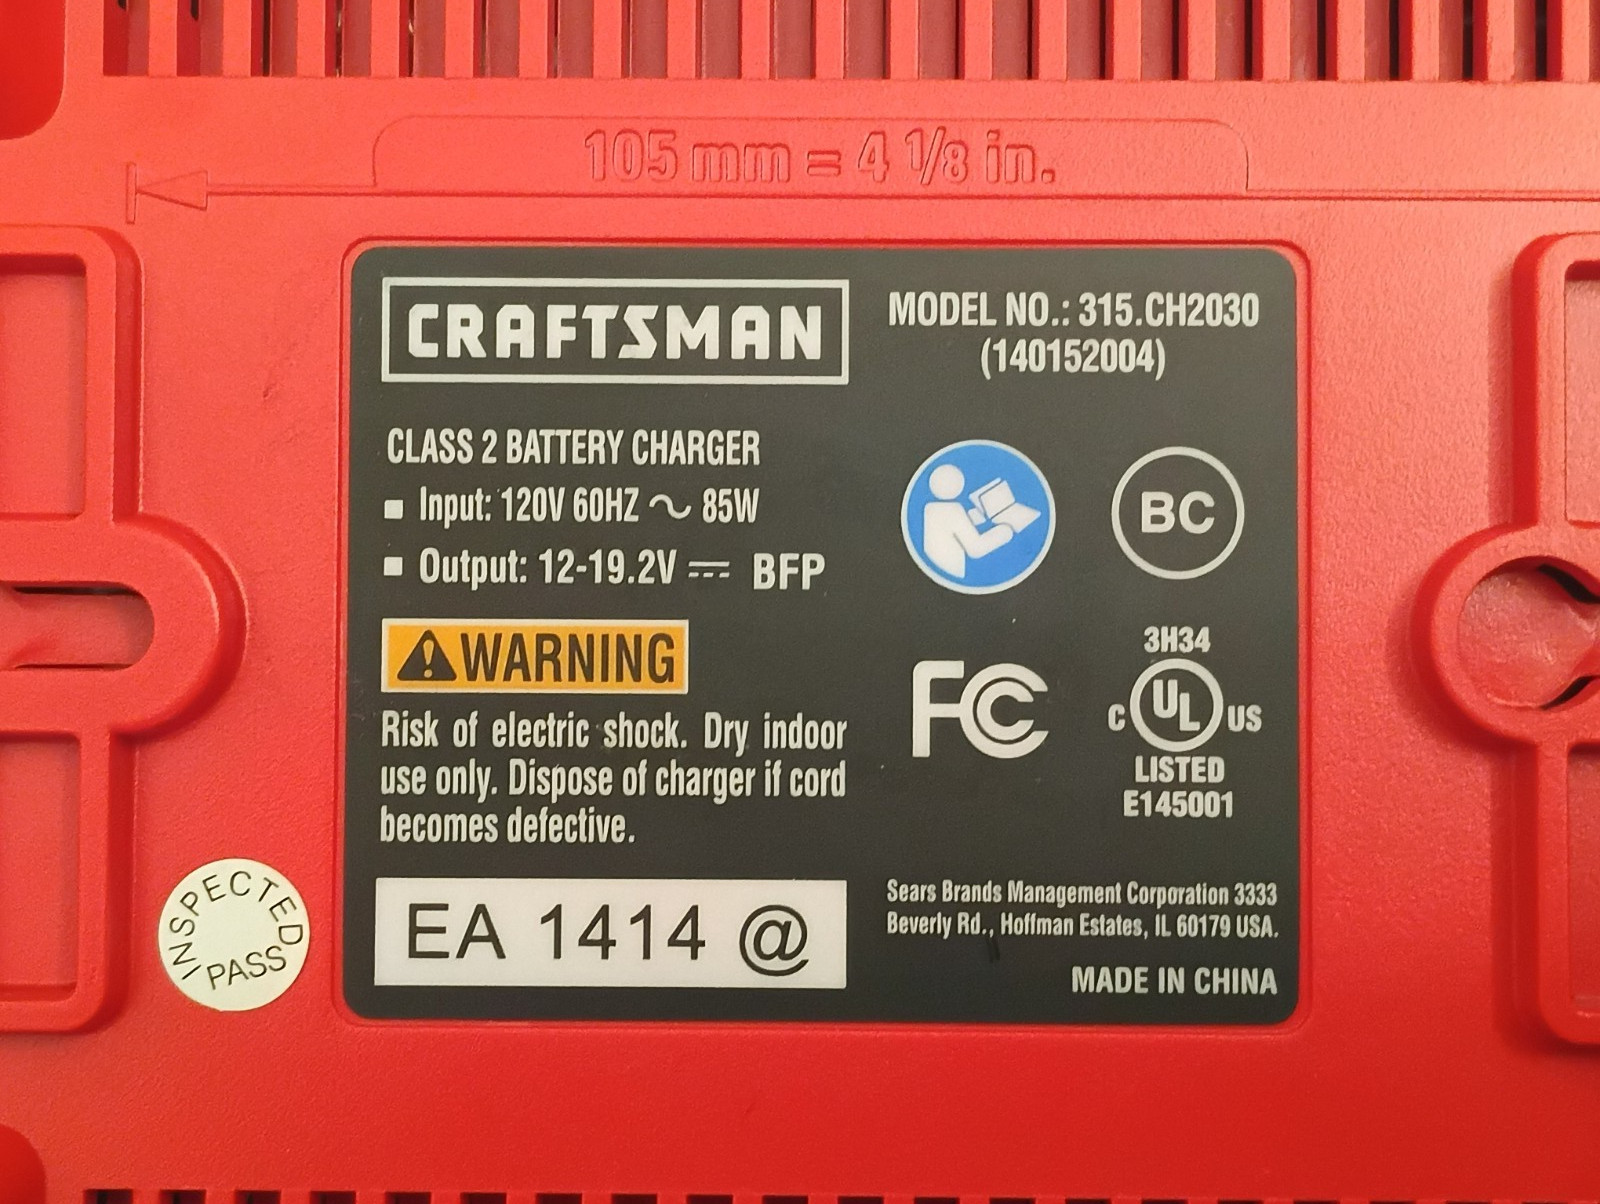 105 mm = 4 1/8 in.
CRAFTSMAN
MODEL NO.: 315.CH2030
(140152004)
CLASS 2 BATTERY CHARGER
■ Input: 120V 60HZ ~ 85W
■ Output: 12-19.2V ⎓ BFP
BC
WARNING
Risk of electric shock. Dry indoor
use only. Dispose of charger if cord
becomes defective.
FC
3H34
C UL US
LISTED
E145001
EA 1414 @
Sears Brands Management Corporation 3333
Beverly Rd., Hoffman Estates, IL 60179 USA.
MADE IN CHINA
INSPECTED
PASS